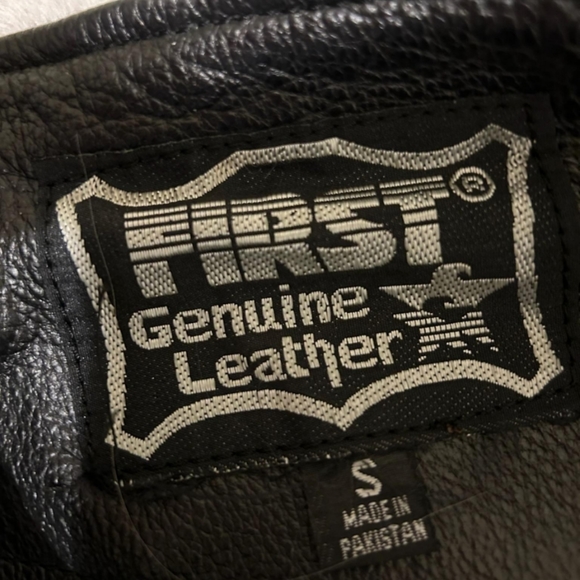 FIRST®
Genuine
Leather
S
MADE IN
PAKISTAN